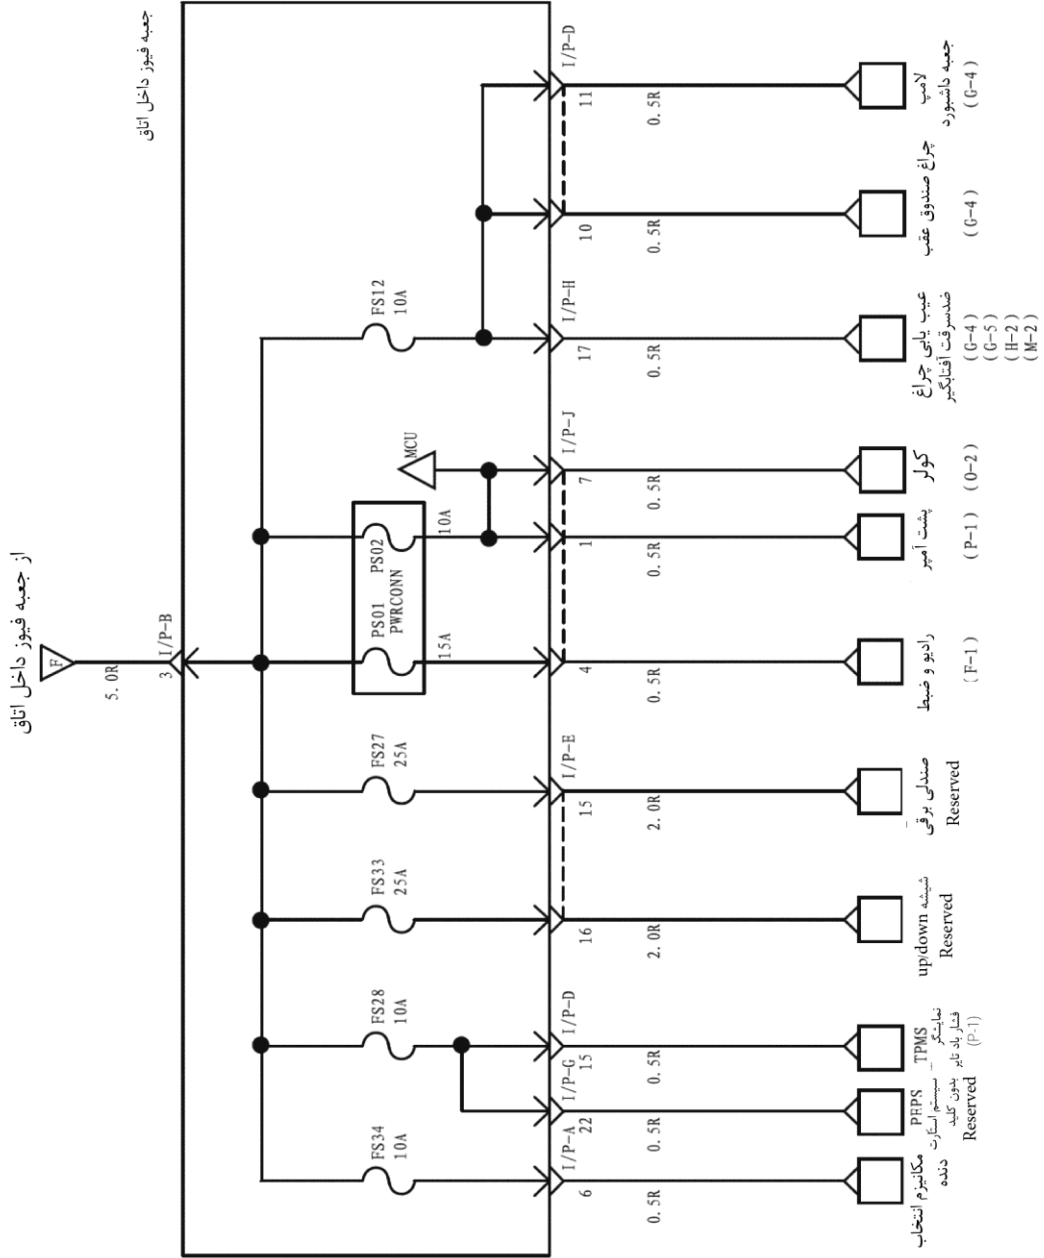 از جعبه فیوز داخل اتاق
F
5.0R
3
I/P-B
جعبه فیوز داخل اتاق
FS34
10A
FS28
10A
FS33
25A
FS27
25A
PS01
PS02
PWRCONN
15A
10A
MCU
FS12
10A
6
I/P-A
0.5R
22
I/P-G
0.5R
15
I/P-D
0.5R
16
2.0R
15
I/P-E
2.0R
4
0.5R
1
0.5R
7
I/P-J
0.5R
17
I/P-H
0.5R
10
0.5R
11
I/P-D
0.5R
مکانیزم انتخاب
دنده
PEPS
سیستم استارت
بدون کلید
Reserved
TPMS
نمایشگر
فشار باد تایر
(P-1)
شیشه up/down
Reserved
صندلی برقی
Reserved
رادیو و ضبط
(F-1)
پشت آمپر
(P-1)
کولر
(O-2)
عیب یابی چراغ
ضدسرقت آفتابگیر
(G-4)
(G-5)
(H-2)
(M-2)
چراغ صندوق عقب
(G-4)
لامپ
جعبه داشبورد
(G-4)